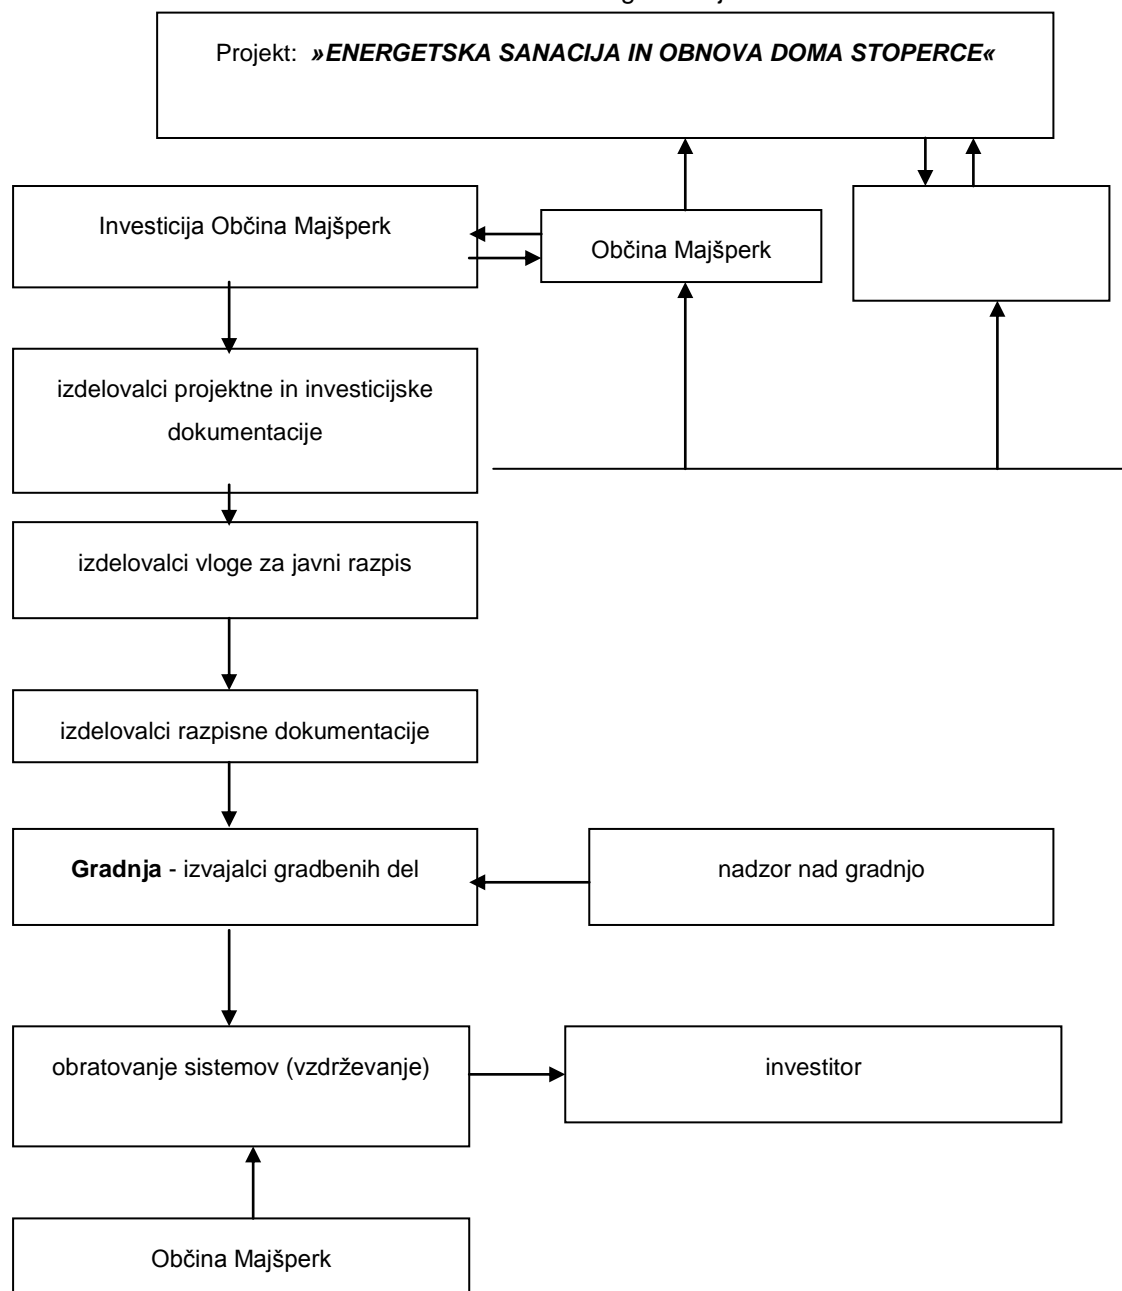 Projekt: »ENERGETSKA SANACIJA IN OBNOVA DOMA STOPERCE«
Investicija Občina Majšperk
Občina Majšperk
izdelovalci projektne in investicijske
dokumentacije
izdelovalci vloge za javni razpis
izdelovalci razpisne dokumentacije
Gradnja - izvajalci gradbenih del
nadzor nad gradnjo
obratovanje sistemov (vzdrževanje)
investitor
Občina Majšperk